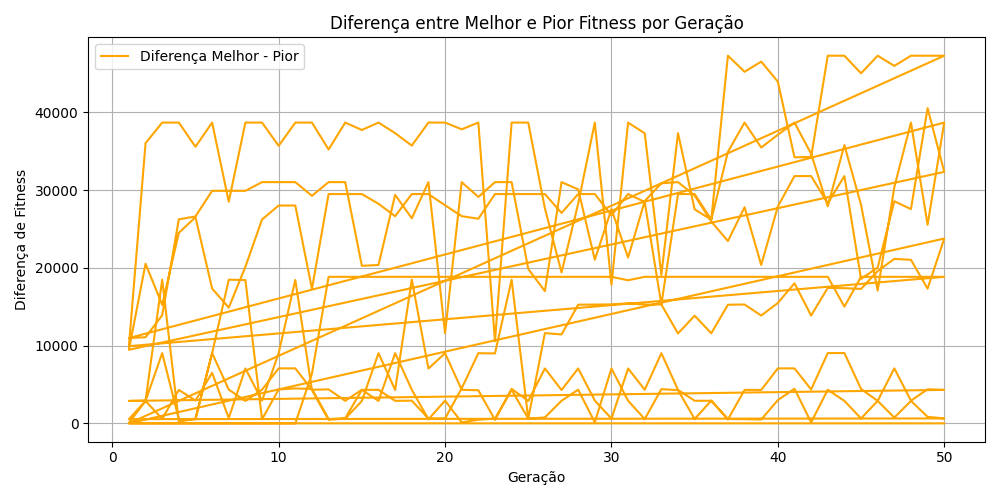 Diferença entre Melhor e Pior Fitness por Geração
Diferença Melhor - Pior
Diferença de Fitness
40000
30000
20000
10000
0
0 10 20 30 40 50
Geração